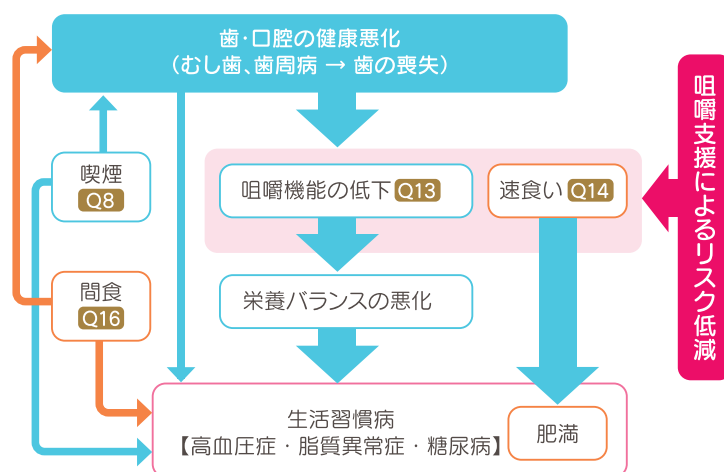 歯・口腔の健康悪化
（むし歯、歯周病 → 歯の喪失）
喫煙
Q8
咀嚼機能の低下 Q13
速食い Q14
咀嚼支援によるリスク低減
間食
Q16
栄養バランスの悪化
生活習慣病
【高血圧症・脂質異常症・糖尿病】
肥満